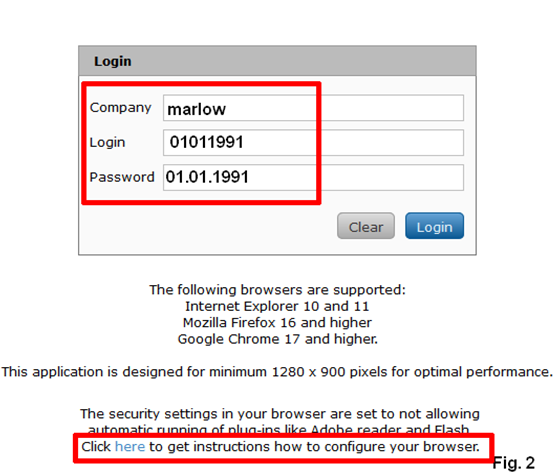 Login
Company marlow
Login 01011991
Password 01.01.1991
Clear Login
The following browsers are supported:
Internet Explorer 10 and 11
Mozilla Firefox 16 and higher
Google Chrome 17 and higher.
This application is designed for minimum 1280 x 900 pixels for optimal performance.
The security settings in your browser are set to not allowing
automatic running of plug-ins like Adobe reader and Flash.
Click here to get instructions how to configure your browser.
Fig. 2